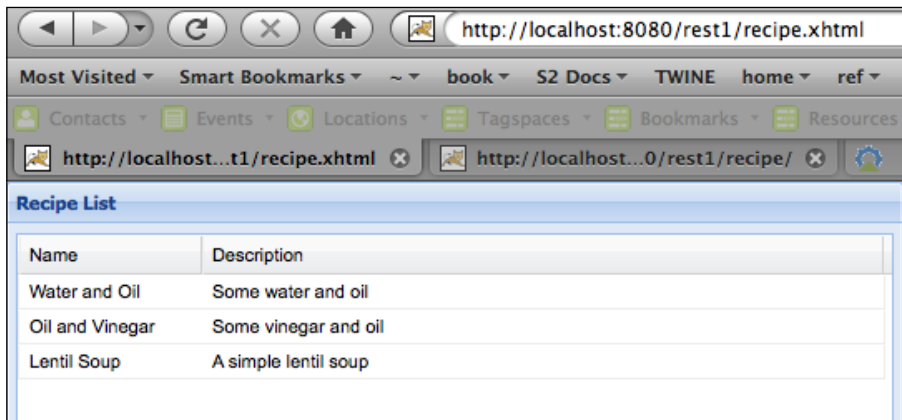 http://localhost:8080/rest1/recipe.xhtml
Most Visited Smart Bookmarks ~ book S2 Docs TWINE home ref
Contacts Events Locations Tagspaces Bookmarks Resources
http://localhost...t1/recipe.xhtml http://localhost...0/rest1/recipe/
Recipe List
Name Description
Water and Oil Some water and oil
Oil and Vinegar Some vinegar and oil
Lentil Soup A simple lentil soup